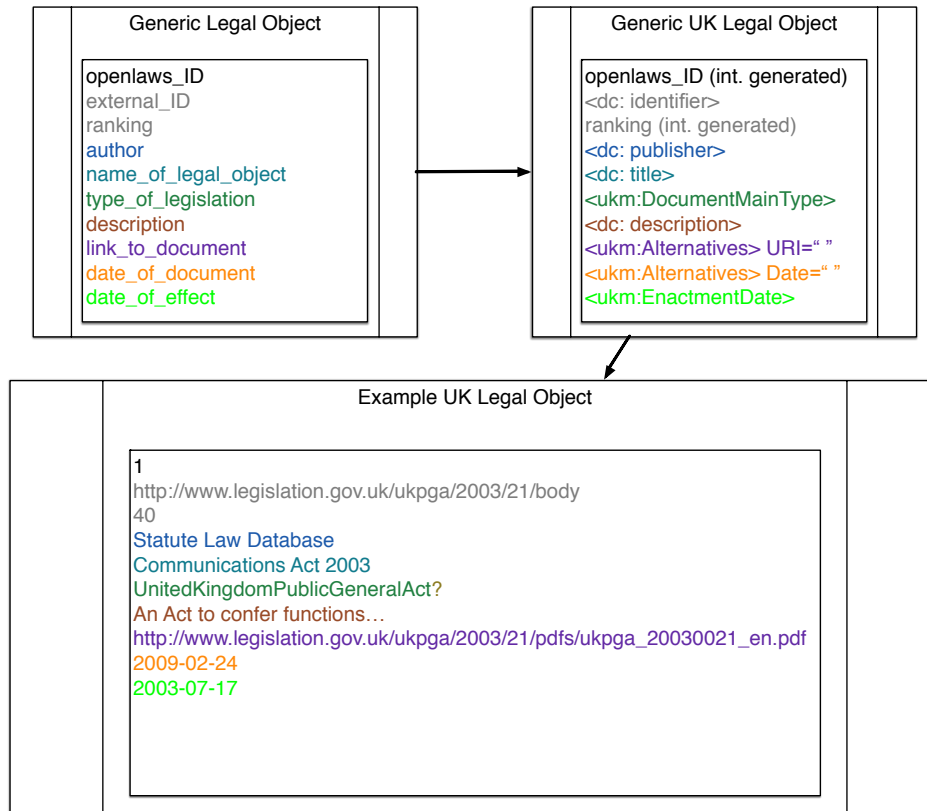 Generic Legal Object
openlaws_ID
external_ID
ranking
author
name_of_legal_object
type_of_legislation
description
link_to_document
date_of_document
date_of_effect
Generic UK Legal Object
openlaws_ID (int. generated)
<dc: identifier>
ranking (int. generated)
<dc: publisher>
<dc: title>
<ukm:DocumentMainType>
<dc: description>
<ukm:Alternatives> URI=“ ”
<ukm:Alternatives> Date=“ ”
<ukm:EnactmentDate>
Example UK Legal Object
1
http://www.legislation.gov.uk/ukpga/2003/21/body
40
Statute Law Database
Communications Act 2003
UnitedKingdomPublicGeneralAct?
An Act to confer functions…
http://www.legislation.gov.uk/ukpga/2003/21/pdfs/ukpga_20030021_en.pdf
2009-02-24
2003-07-17